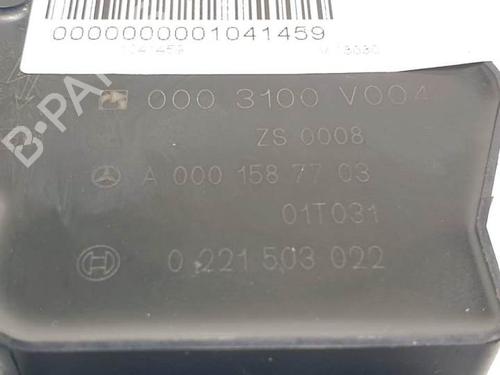 0000000001041459
1041459
000 3100 V004
ZS 0008
A 000 158 77 03
01T031
0 221 503 022
B-PA